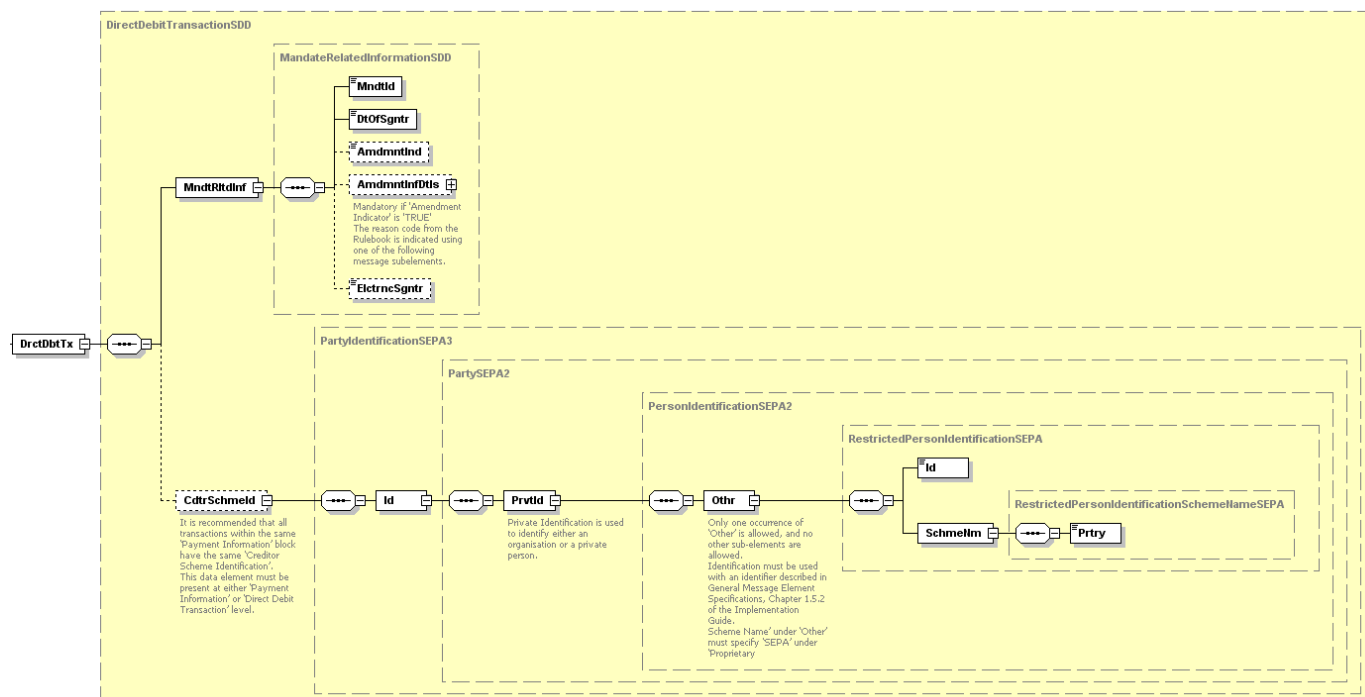 DirectDebitTransactionSDD
MandateRelatedInformationSDD
MndtId
DtOfSgntr
AmdmntInd
MndtRltdInf
AmdmntInfDtls
Mandatory if 'Amendment
Indicator' is 'TRUE'
The reason code from the
Rulebook is indicated using
one of the following
message subelements.
ElctrncSgntr
DrctDbtTx
PartyIdentificationSEPA3
PartySEPA2
PersonIdentificationSEPA2
RestrictedPersonIdentificationSEPA
Id
CdtrSchmeId
It is recommended that all
transactions within the same
'Payment Information' block
have the same 'Creditor
Scheme Identification'.
This data element must be
present at either 'Payment
Information' or 'Direct Debit
Transaction' level.
Id
PrvtId
Private Identification is used
to identify either an
organisation or a private
person.
Othr
Only one occurrence of
'Other' is allowed, and no
other sub-elements are
allowed.
Identification must be used
with an identifier described in
General Message Element
Specifications, Chapter 1.5.2
of the Implementation
Guide.
Scheme Name' under 'Other'
must specify 'SEPA' under
'Proprietary
RestrictedPersonIdentificationSchemeNameSEPA
SchmeNm
Prtry